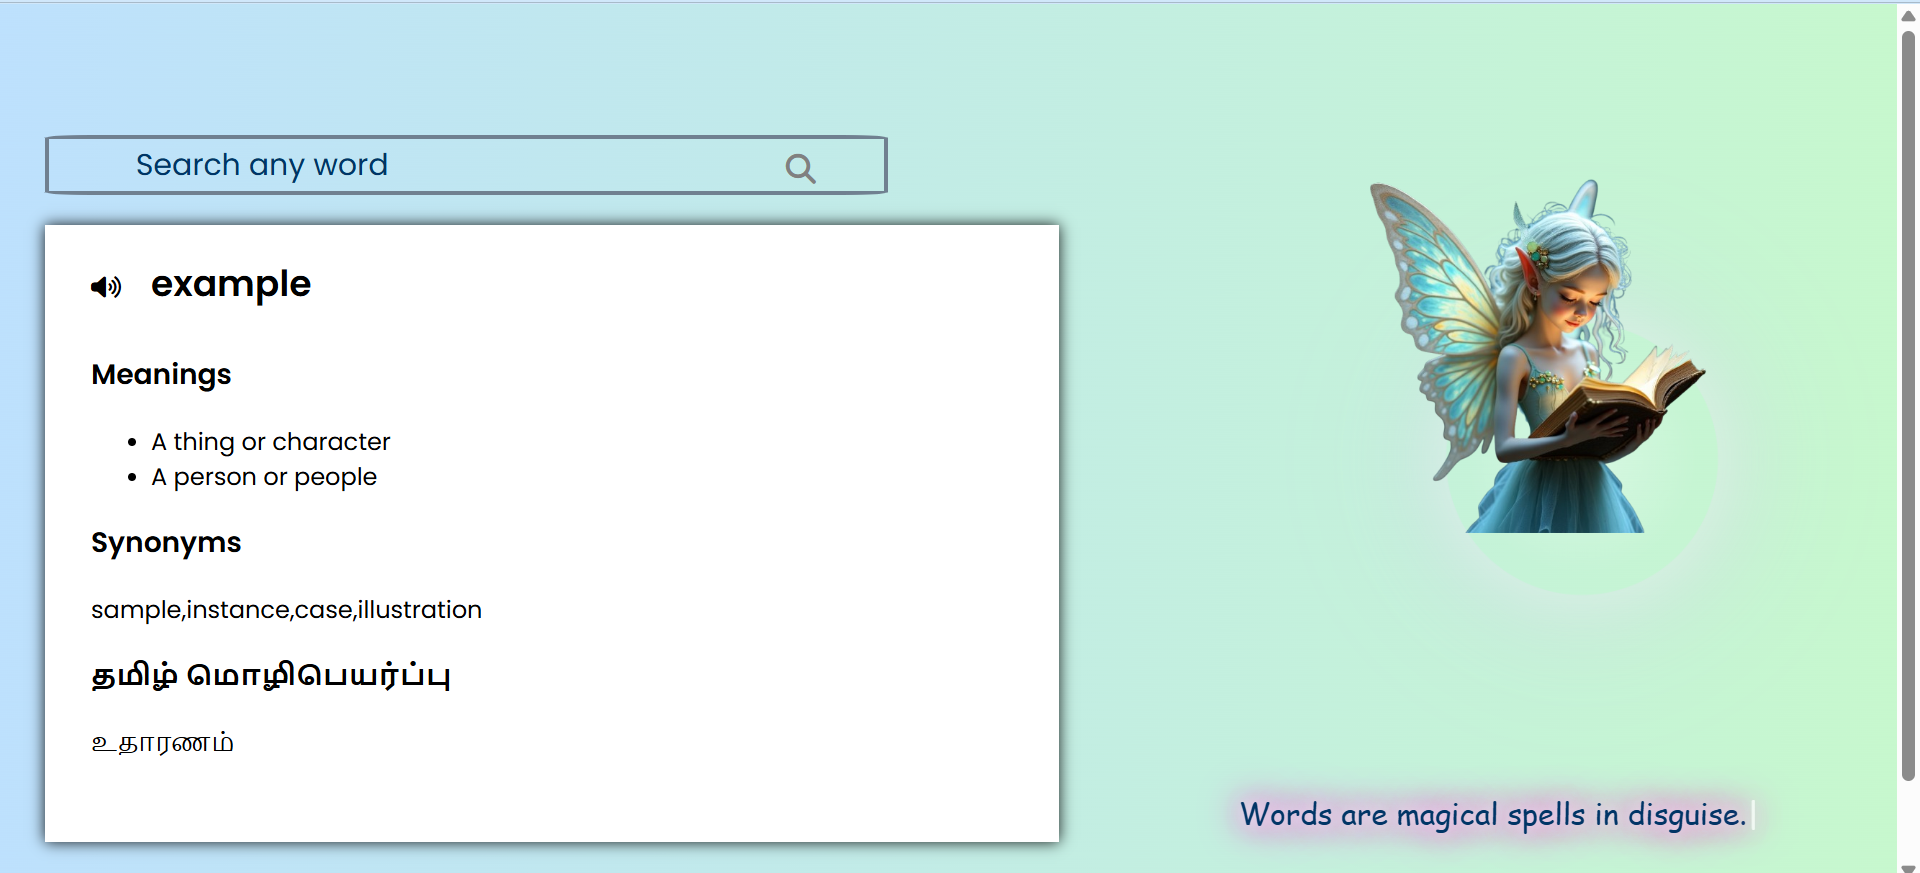 Search any word
example
Meanings
A thing or character
A person or people
Synonyms
sample,instance,case,illustration
தமிழ் மொழிபெயர்ப்பு
உதாரணம்
Words are magical spells in disguise.